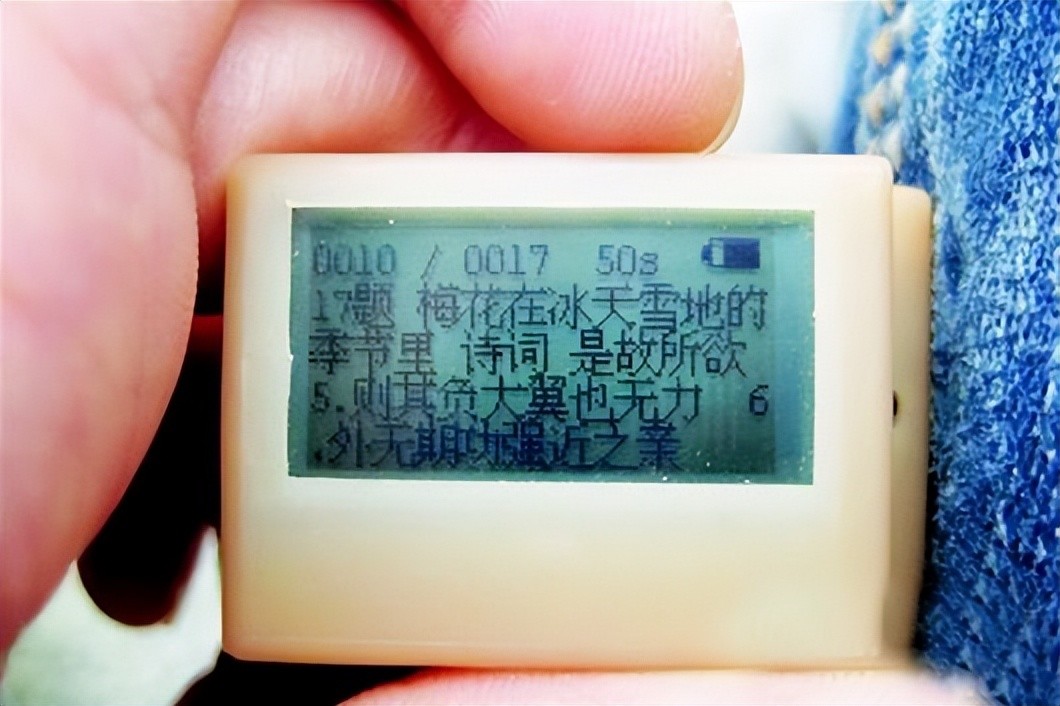 0010 / 0017 50s
17题 梅花在冰天雪地的
季节里 诗词 是故所欲
5.则其负大翼也无力 6
.外无期功强近之